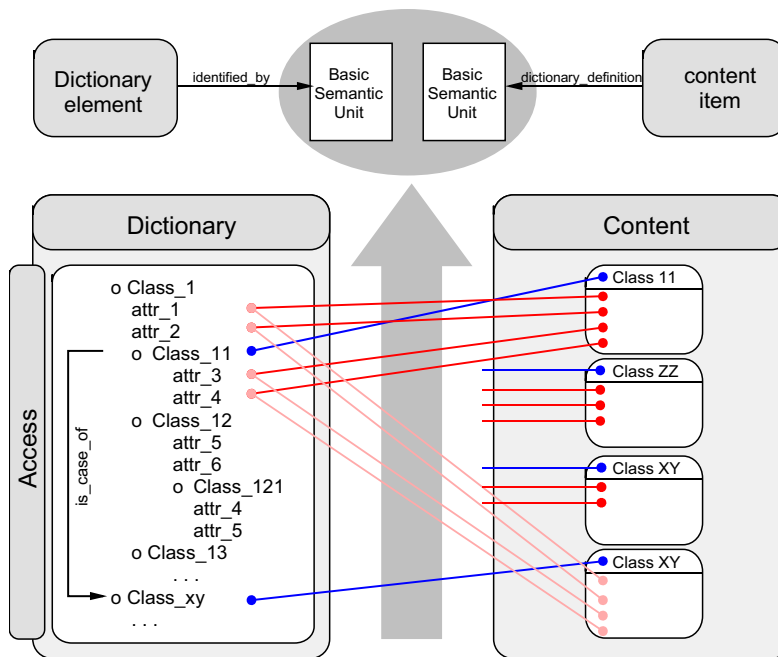 Dictionary
element
identified_by
Basic
Semantic
Unit
Basic
Semantic
Unit
dictionary_definition
content
item
Dictionary
Content
Access
is_case_of
o Class_1
attr_1
attr_2
o Class_11
attr_3
attr_4
o Class_12
attr_5
attr_6
o Class_121
attr_4
attr_5
o Class_13
. . .
o Class_xy
. . .
Class 11
Class ZZ
Class XY
Class XY